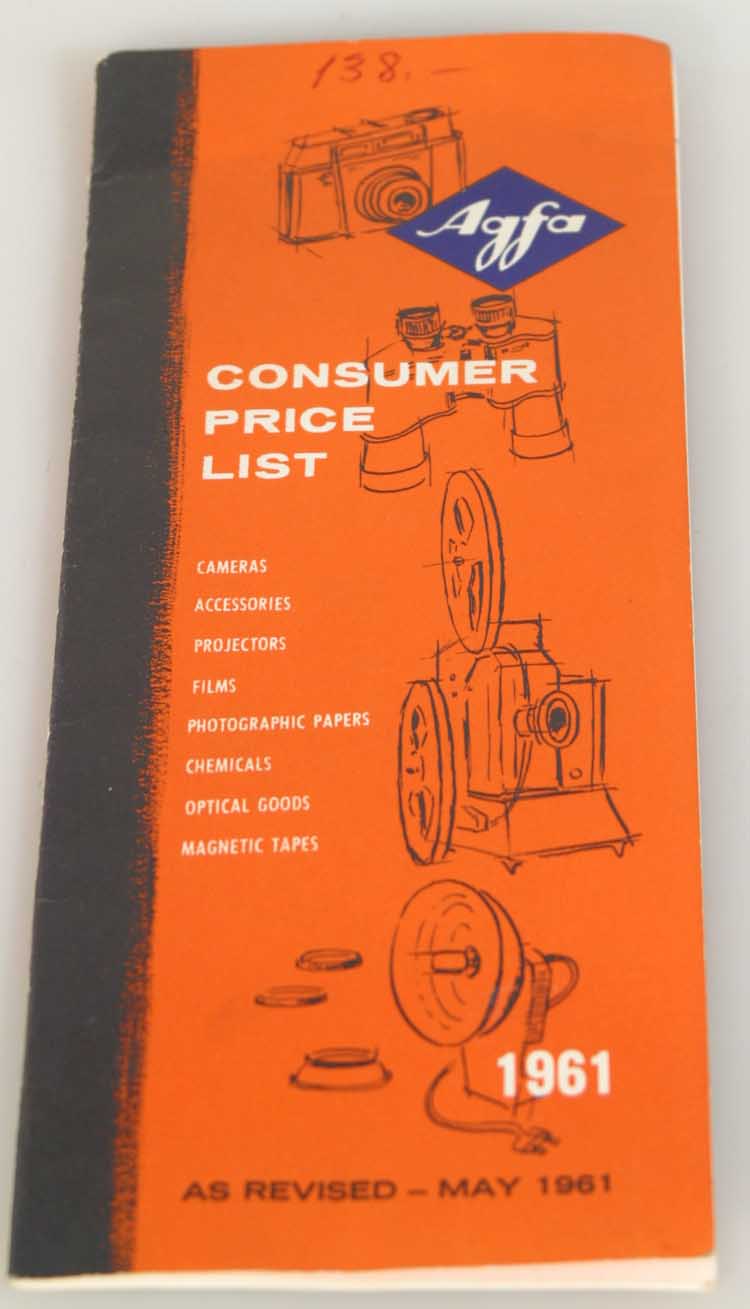 138.—
Agfa
CONSUMER
PRICE
LIST
CAMERAS
ACCESSORIES
PROJECTORS
FILMS
PHOTOGRAPHIC PAPERS
CHEMICALS
OPTICAL GOODS
MAGNETIC TAPES
1961
AS REVISED — MAY 1961